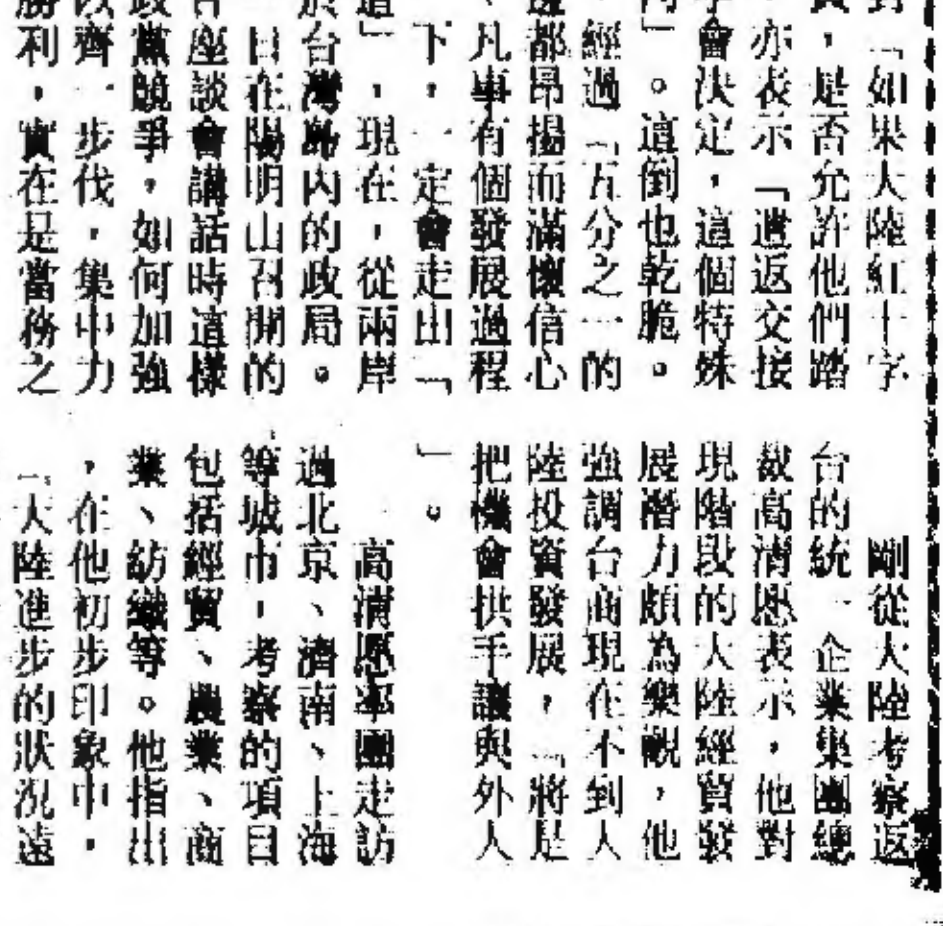 「如果大陸紅十字
,是否允許他們踏
,亦表示「遣返交接
會決定,這個特殊
內」。這倒也乾脆。
,經過「五分之一的
都昂揚而滿懷信心
、凡事有個發展過程
下,一定會走出「
道」,現在,從兩岸
於台灣島內的政局。
日在陽明山召開的
座談會講話時這樣
政黨競爭,如何加強
以齊一步伐,集中力
勝利,實在是當務之
剛從大陸考察返
台的統一企業集團總
裁高清愿表示,他對
現階段的大陸經貿發
展潛力頗為樂觀,他
強調台商現在不到大
陸投資發展,「將是
把機會拱手讓與外人
」。
高清愿率團走訪
過北京、濟南、上海
等城市,考察的項目
包括經貿、農業、商
業、紡織等。他指出
,在他初步印象中,
「大陸進步的狀況遠